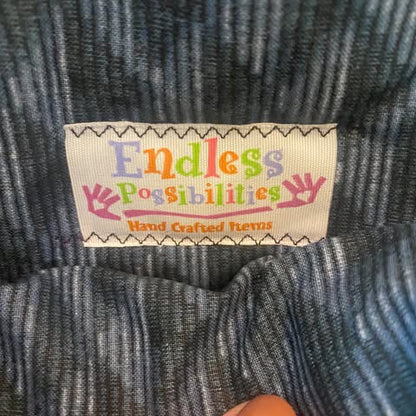 Endless
Possibilities
Hand Crafted Items